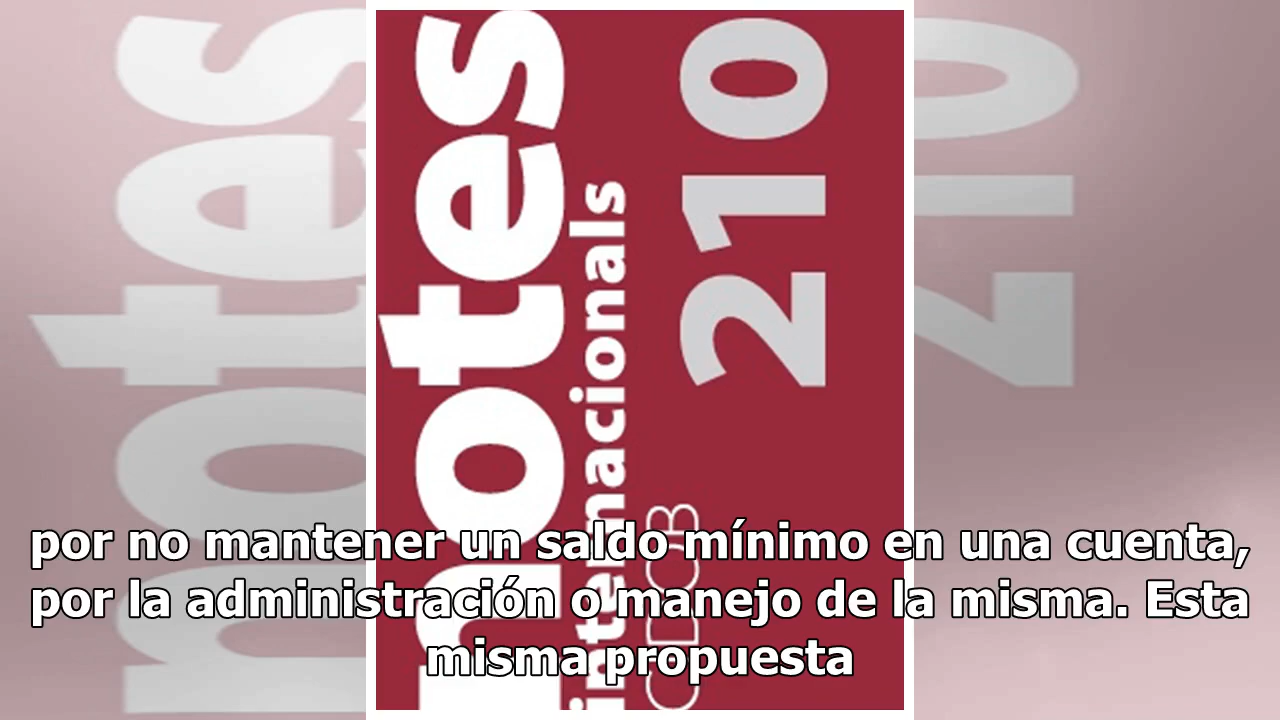 notes
internacionals
CIDOB
210
por no mantener un saldo mínimo en una cuenta,
por la administración o manejo de la misma. Esta
misma propuesta